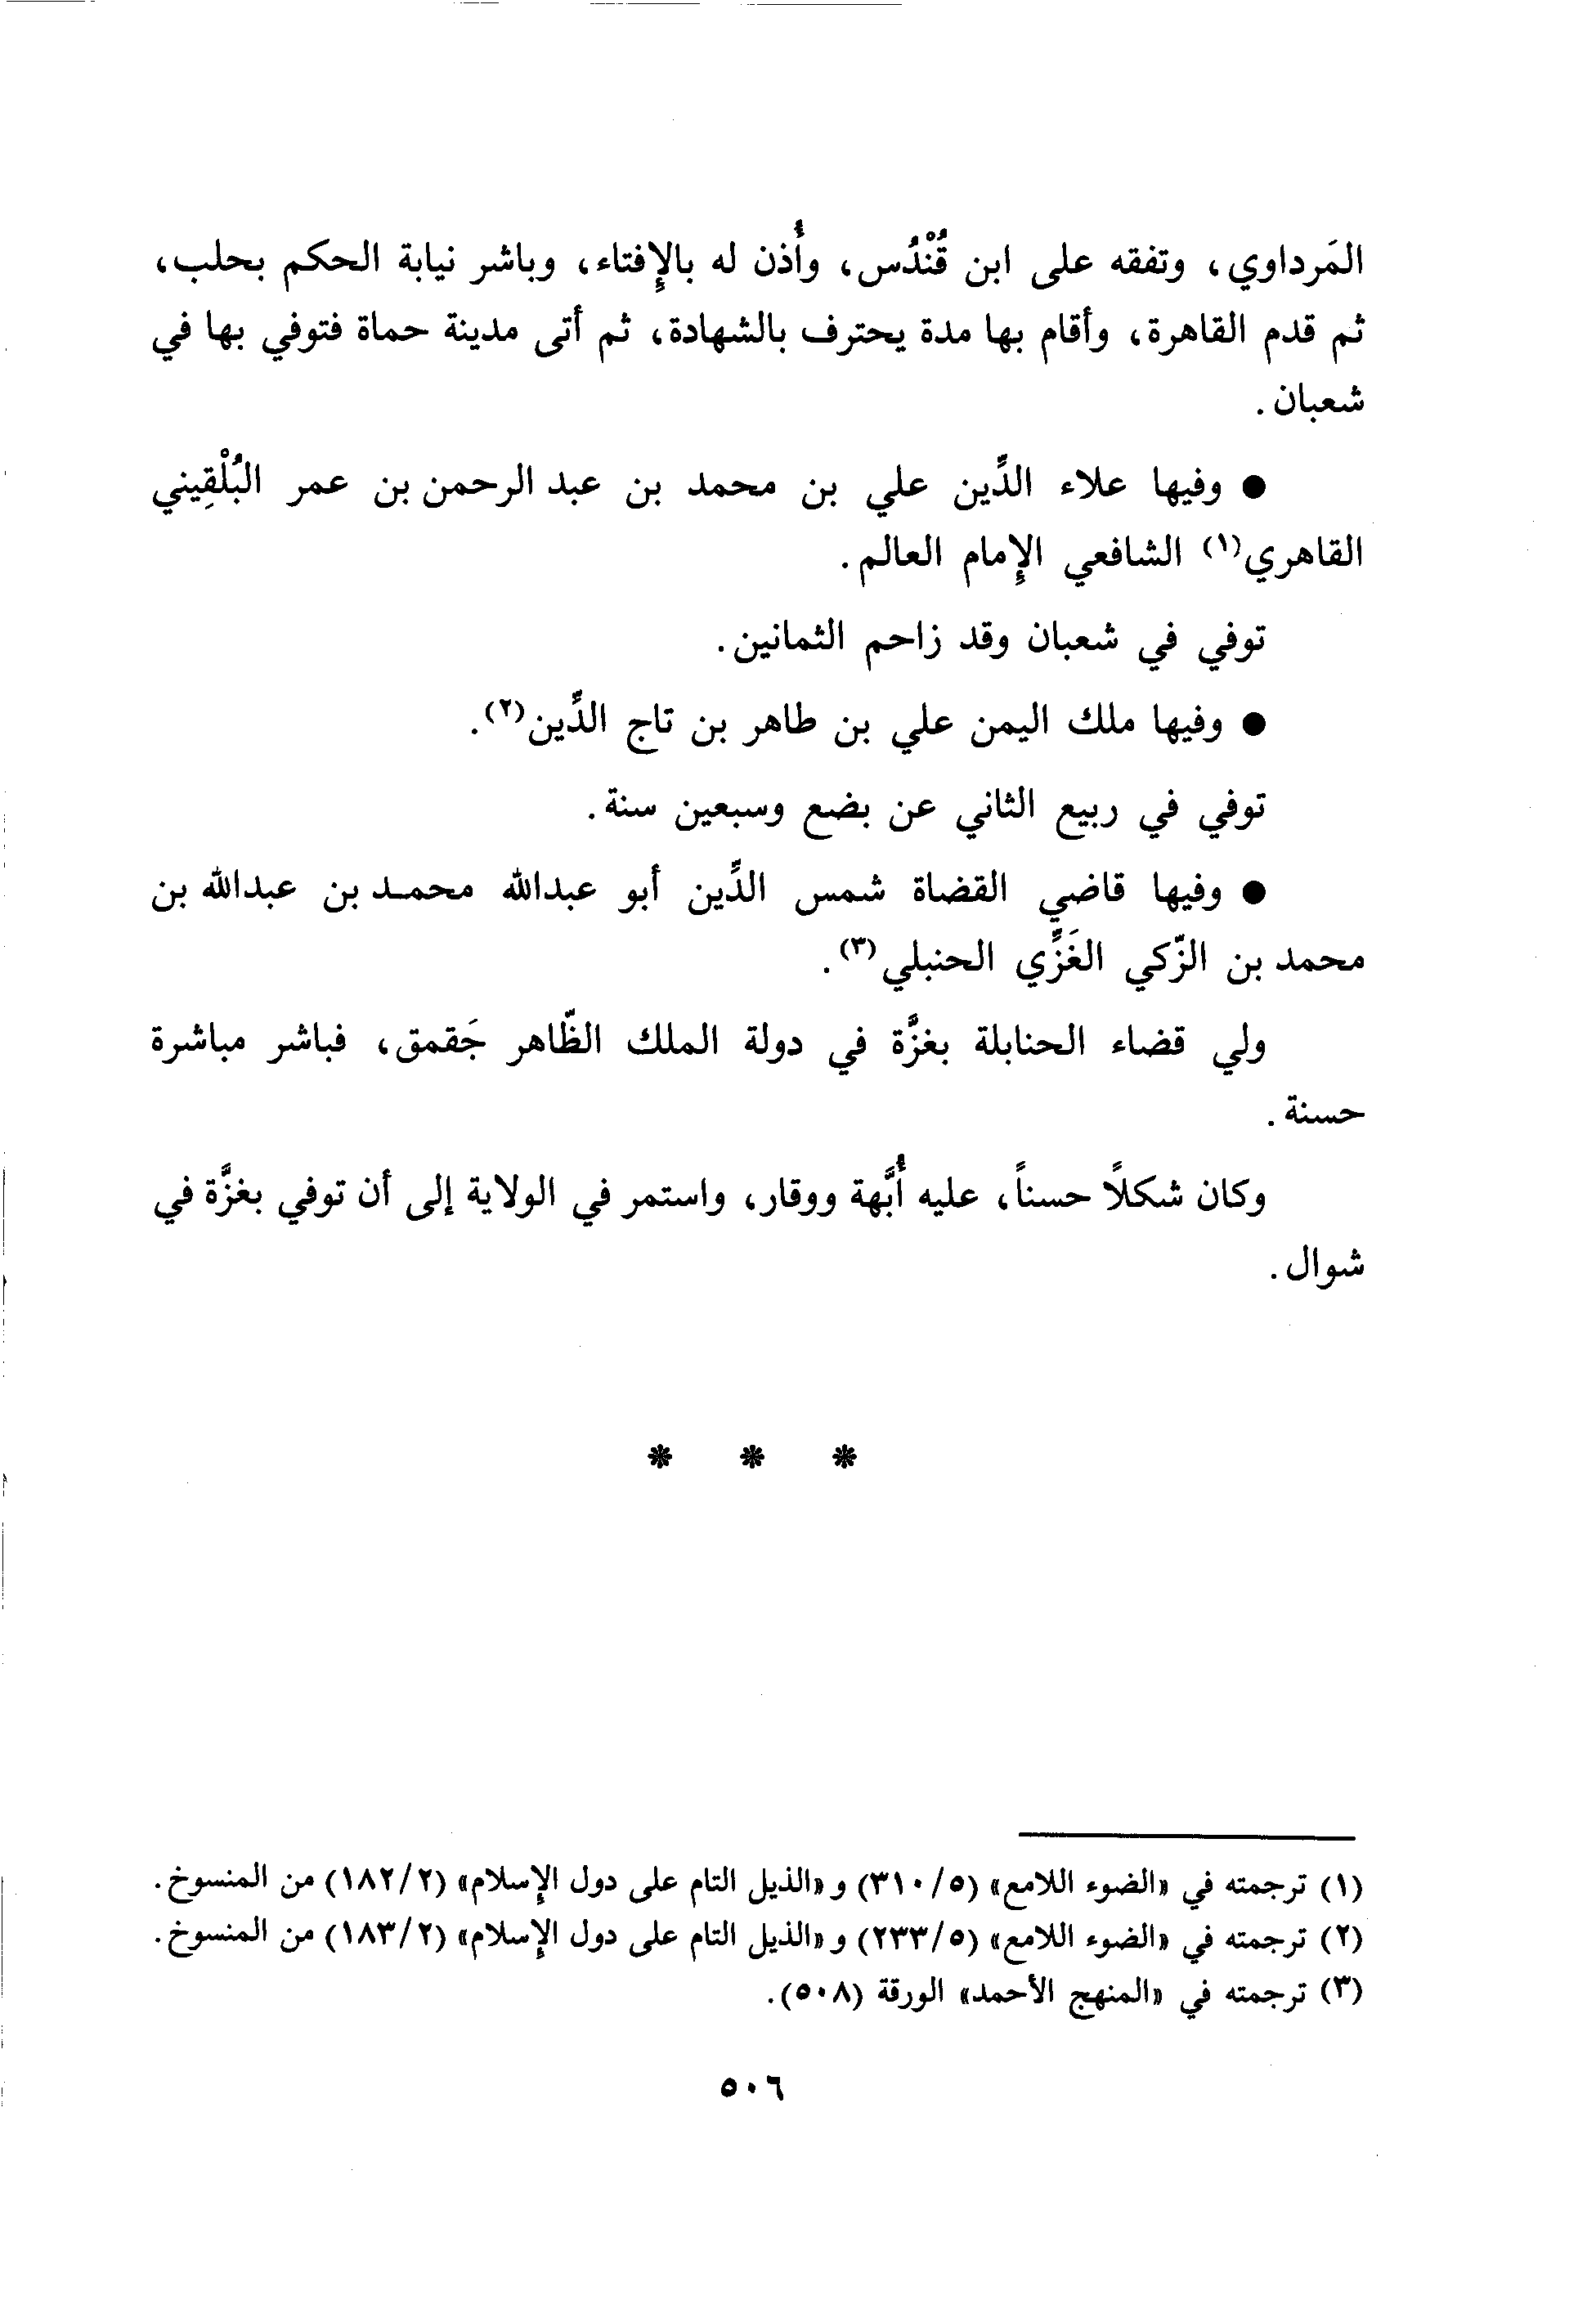 المَرداوي، وتفقه على ابن قُنْدُس، وأُذن له بالإِفتاء، وباشر نيابة الحكم بحلب،
ثم قدم القاهرة، وأقام بها مدة يحترف بالشهادة، ثم أتى مدينة حماة فتوفي بها في
شعبان.
● وفيها علاء الدِّين علي بن محمد بن عبد الرحمن بن عمر البُلْقِيني
القاهري(١) الشافعي الإِمام العالم.
توفي في شعبان وقد زاحم الثمانين.
● وفيها ملك اليمن علي بن طاهر بن تاج الدِّين(٢).
توفي في ربيع الثاني عن بضع وسبعين سنة.
● وفيها قاضي القضاة شمس الدِّين أبو عبدالله محمد بن عبدالله بن
محمد بن الزّكي الغَزِّي الحنبلي(٣).
ولي قضاء الحنابلة بغزَّة في دولة الملك الظّاهر جَقمق، فباشر مباشرة
حسنة.
وكان شكلاً حسناً، عليه أُبَّهة ووقار، واستمر في الولاية إلى أن توفي بغزَّة في
شوال.
* * *
(١) ترجمته في «الضوء اللامع» (٥/٣١٠) و«الذيل التام على دول الإسلام» (٢/١٨٢) من المنسوخ.
(٢) ترجمته في «الضوء اللامع» (٥/٢٣٣) و«الذيل التام على دول الإسلام» (٢/١٨٣) من المنسوخ.
(٣) ترجمته في «المنهج الأحمد» الورقة (٥٠٨).
٥٠٦